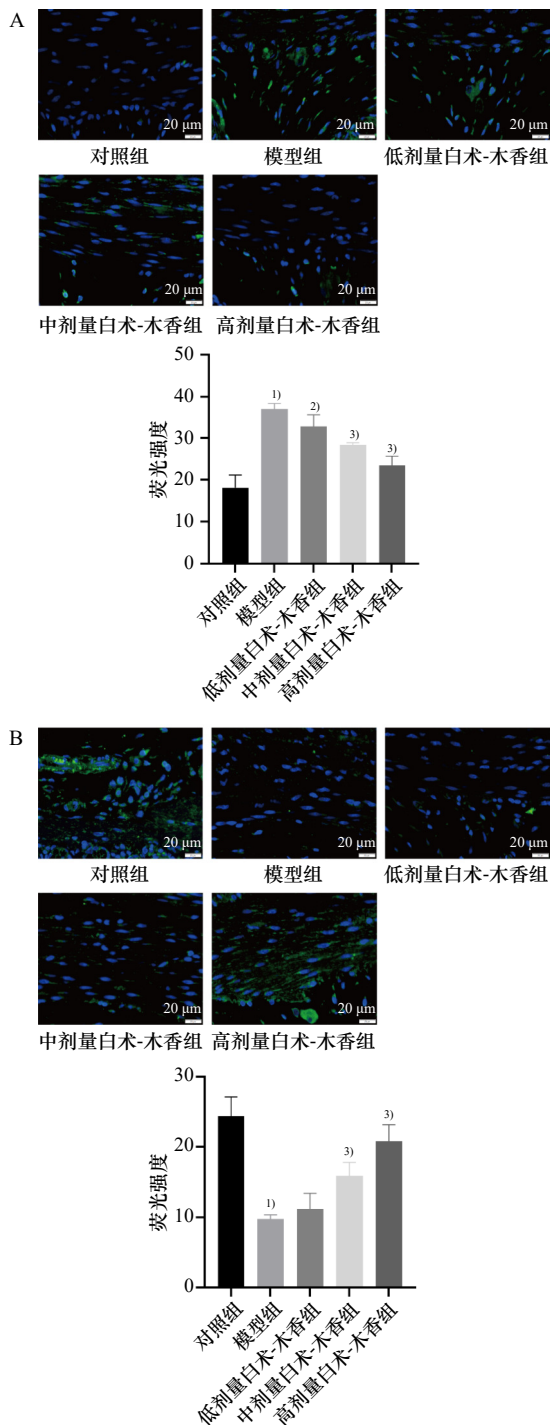 A
20 μm
20 μm
20 μm
对照组
模型组
低剂量白术-木香组
20 μm
20 μm
中剂量白术-木香组
高剂量白术-木香组
50
40
30
20
10
0
荧光强度
1)
2)
3)
3)
对照组
模型组
低剂量白术-木香组
中剂量白术-木香组
高剂量白术-木香组
B
20 μm
20 μm
20 μm
对照组
模型组
低剂量白术-木香组
20 μm
20 μm
中剂量白术-木香组
高剂量白术-木香组
30
20
10
0
荧光强度
1)
3)
3)
对照组
模型组
低剂量白术-木香组
中剂量白术-木香组
高剂量白术-木香组